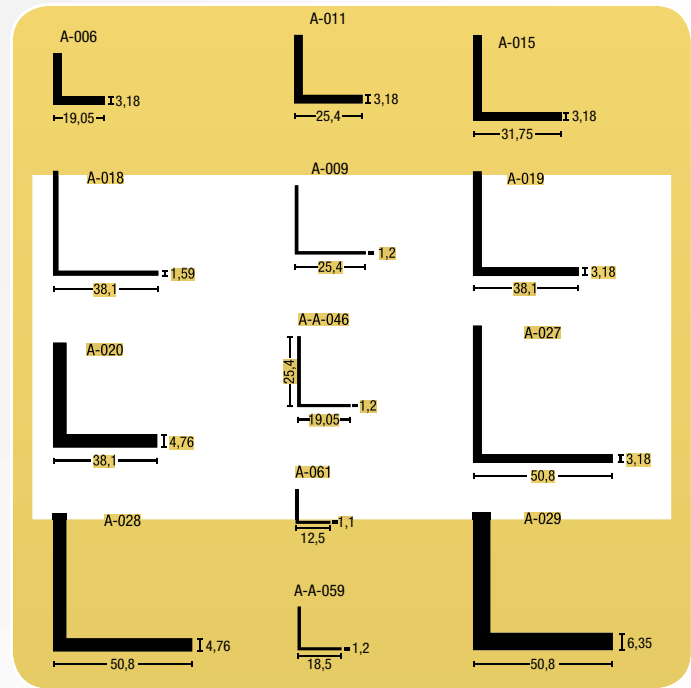 A-006
3,18
19,05
A-011
3,18
25,4
A-015
3,18
31,75
A-018
1,59
38,1
A-009
1,2
25,4
A-019
3,18
38,1
A-020
4,76
38,1
A-A-046
25,4
1,2
19,05
A-027
3,18
50,8
A-061
1,1
12,5
A-028
4,76
50,8
A-A-059
1,2
18,5
A-029
6,35
50,8